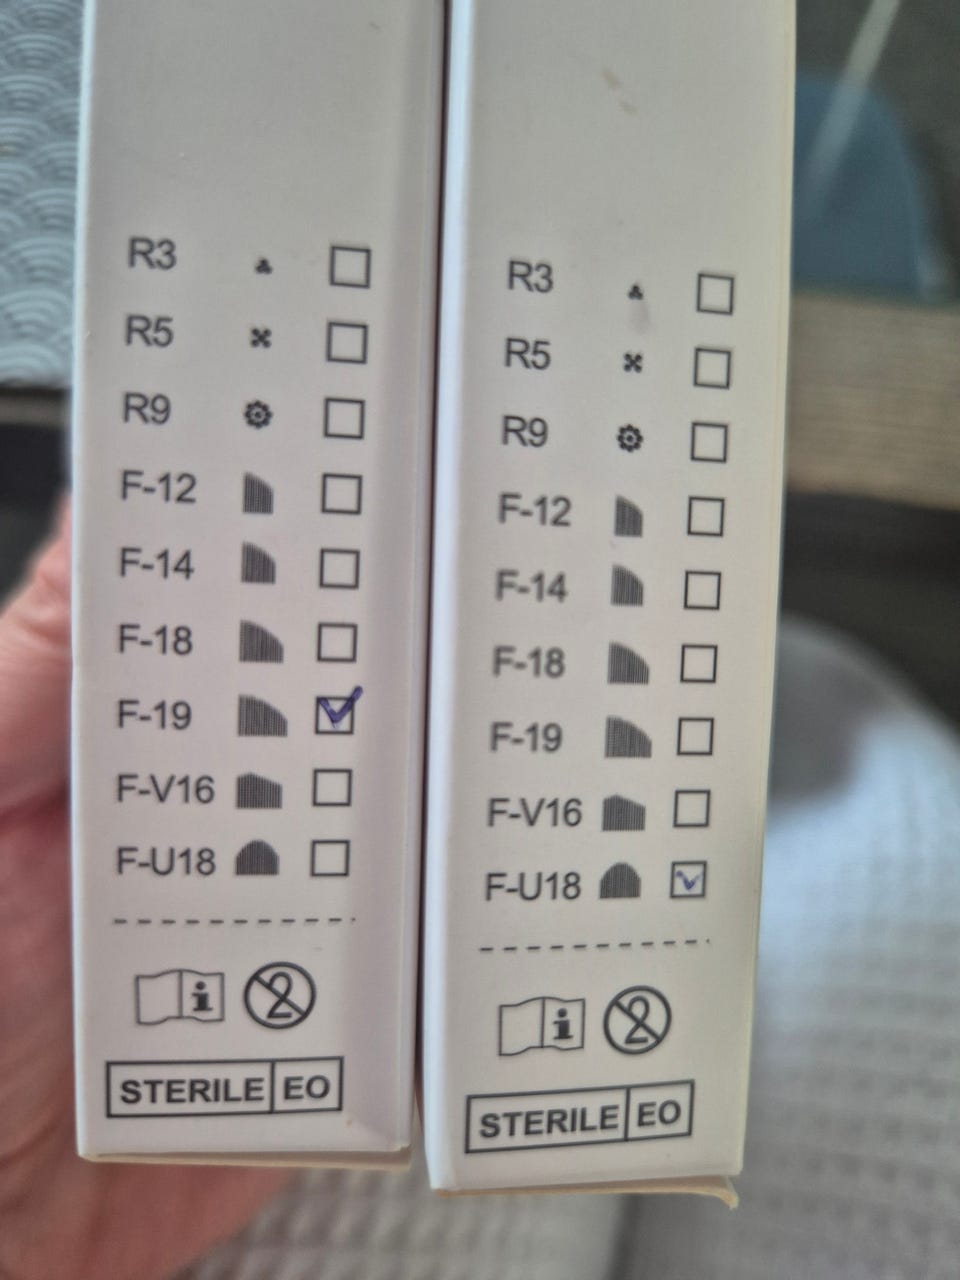 R3
R5
R9
F-12
F-14
F-18
F-19
F-V16
F-U18
STERILE EO
R3
R5
R9
F-12
F-14
F-18
F-19
F-V16
F-U18
STERILE EO